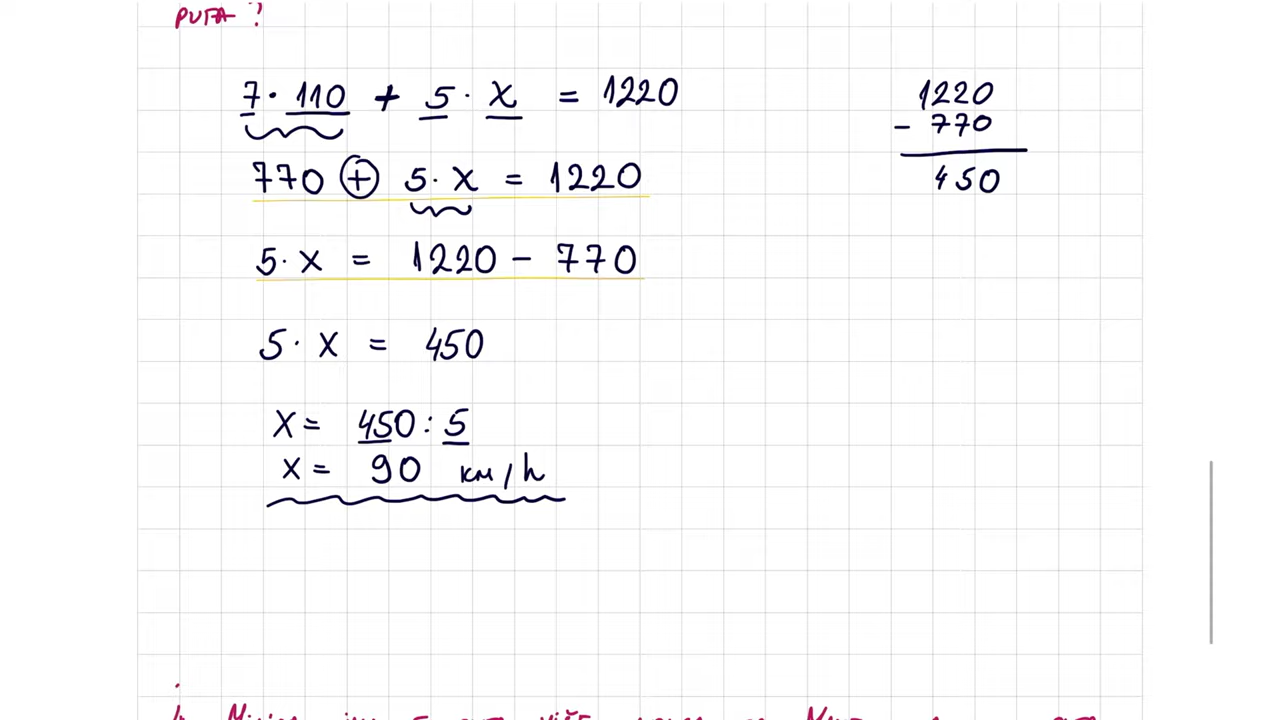 PUTA?
7 · 110 + 5 · x = 1220
770 + 5 · x = 1220
5 · x = 1220 - 770
5 · x = 450
x = 450 : 5
x = 90 km/h
1220
- 770
450